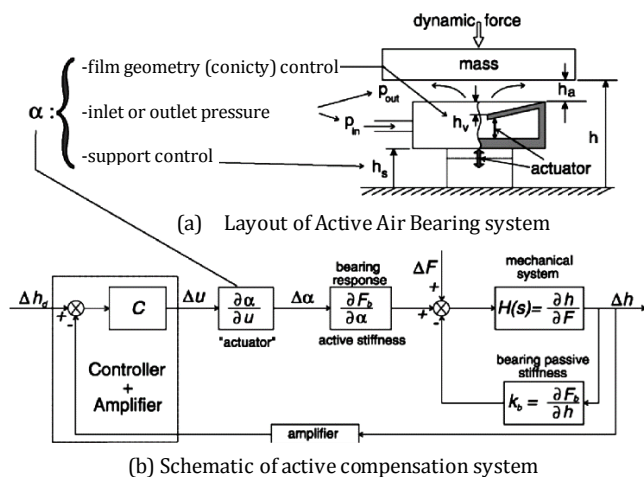 dynamic force
mass
-film geometry (conicty) control
α :
-inlet or outlet pressure
-support control
p_out
p_in
h_v
h_a
h_s
h
actuator
(a) Layout of Active Air Bearing system
Δh_d
+
-
C
Δu
∂α
∂u
"actuator"
Δα
bearing
response
∂F_b
∂α
active stiffness
ΔF
+
+
-
mechanical
system
H(s)= ∂h
∂F
Δh
bearing passive
stiffness
k_b = ∂F_b
∂h
Controller
+
Amplifier
amplifier
(b) Schematic of active compensation system